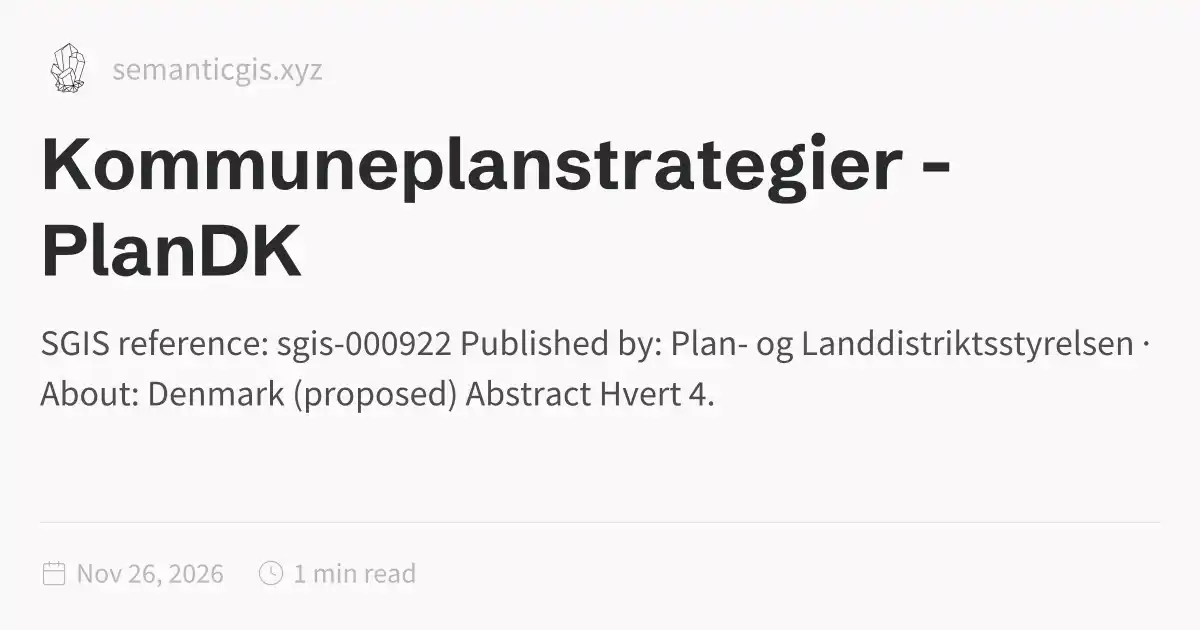 semanticgis.xyz
Kommuneplanstrategier -
PlanDK
SGIS reference: sgis-000922 Published by: Plan- og Landdistriktsstyrelsen ·
About: Denmark (proposed) Abstract Hvert 4.
Nov 26, 2026 1 min read